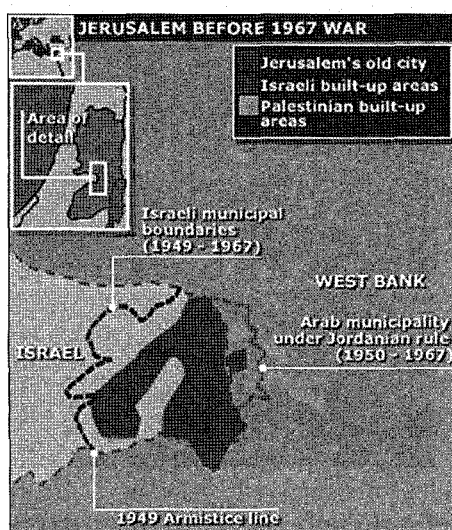 JERUSALEM BEFORE 1967 WAR
Jerusalem's old city
Israeli built-up areas
Palestinian built-up
areas
Area of
detail
Israeli municipal
boundaries
(1949 - 1967)
WEST BANK
Arab municipality
under Jordanian rule
(1950 - 1967)
ISRAEL
1949 Armistice line